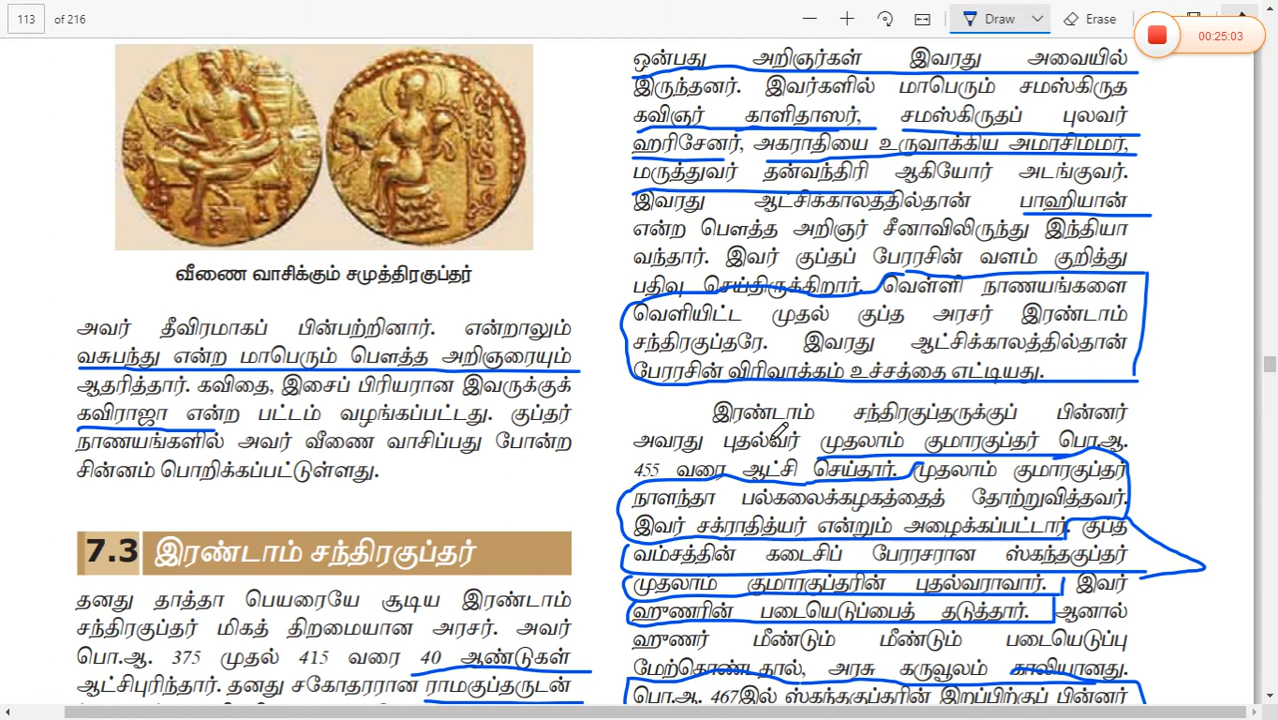 113 of 216 Draw Erase 00:25:03
வீணை வாசிக்கும் சமுத்திரகுப்தர்
அவர் தீவிரமாகப் பின்பற்றினார். என்றாலும்
வசுபந்து என்ற மாபெரும் பௌத்த அறிஞரையும்
ஆதரித்தார். கவிதை, இசைப் பிரியரான இவருக்குக்
கவிராஜா என்ற பட்டம் வழங்கப்பட்டது. குப்தர்
நாணயங்களில் அவர் வீணை வாசிப்பது போன்ற
சின்னம் பொறிக்கப்பட்டுள்ளது.
7.3 இரண்டாம் சந்திரகுப்தர்
தனது தாத்தா பெயரையே சூடிய இரண்டாம்
சந்திரகுப்தர் மிகத் திறமையான அரசர். அவர்
பொ.ஆ. 375 முதல் 415 வரை 40 ஆண்டுகள்
ஆட்சிபுரிந்தார். தனது சகோதரரான ராமகுப்தருடன்
ஒன்பது அறிஞர்கள் இவரது அவையில்
இருந்தனர். இவர்களில் மாபெரும் சமஸ்கிருத
கவிஞர் காளிதாஸர், சமஸ்கிருதப் புலவர்
ஹரிசேனர், அகராதியை உருவாக்கிய அமரசிம்மர்,
மருத்துவர் தன்வந்திரி ஆகியோர் அடங்குவர்.
இவரது ஆட்சிக்காலத்தில்தான் பாஹியான்
என்ற பௌத்த அறிஞர் சீனாவிலிருந்து இந்தியா
வந்தார். இவர் குப்தப் பேரரசின் வளம் குறித்து
பதிவு செய்திருக்கிறார். வெள்ளி நாணயங்களை
வெளியிட்ட முதல் குப்த அரசர் இரண்டாம்
சந்திரகுப்தரே. இவரது ஆட்சிக்காலத்தில்தான்
பேரரசின் விரிவாக்கம் உச்சத்தை எட்டியது.
இரண்டாம் சந்திரகுப்தருக்குப் பின்னர்
அவரது புதல்வர் முதலாம் குமாரகுப்தர் பொ.ஆ.
455 வரை ஆட்சி செய்தார். முதலாம் குமாரகுப்தர்
நாளந்தா பல்கலைக்கழகத்தைத் தோற்றுவித்தவர்.
இவர் சக்ராதித்யர் என்றும் அழைக்கப்பட்டார். குபத்
வம்சத்தின் கடைசிப் பேரரசரான ஸ்கந்தகுப்தர்
முதலாம் குமாரகுப்தரின் புதல்வராவார். இவர்
ஹுணரின் படையெடுப்பைத் தடுத்தார். ஆனால்
ஹுணர் மீண்டும் மீண்டும் படையெடுப்பு
மேற்கொண்டதால், அரசு கருவூலம் காலியானது.
பொ.ஆ. 467இல் ஸ்கந்தகுப்தரின் இறப்பிற்குப் பின்னர்